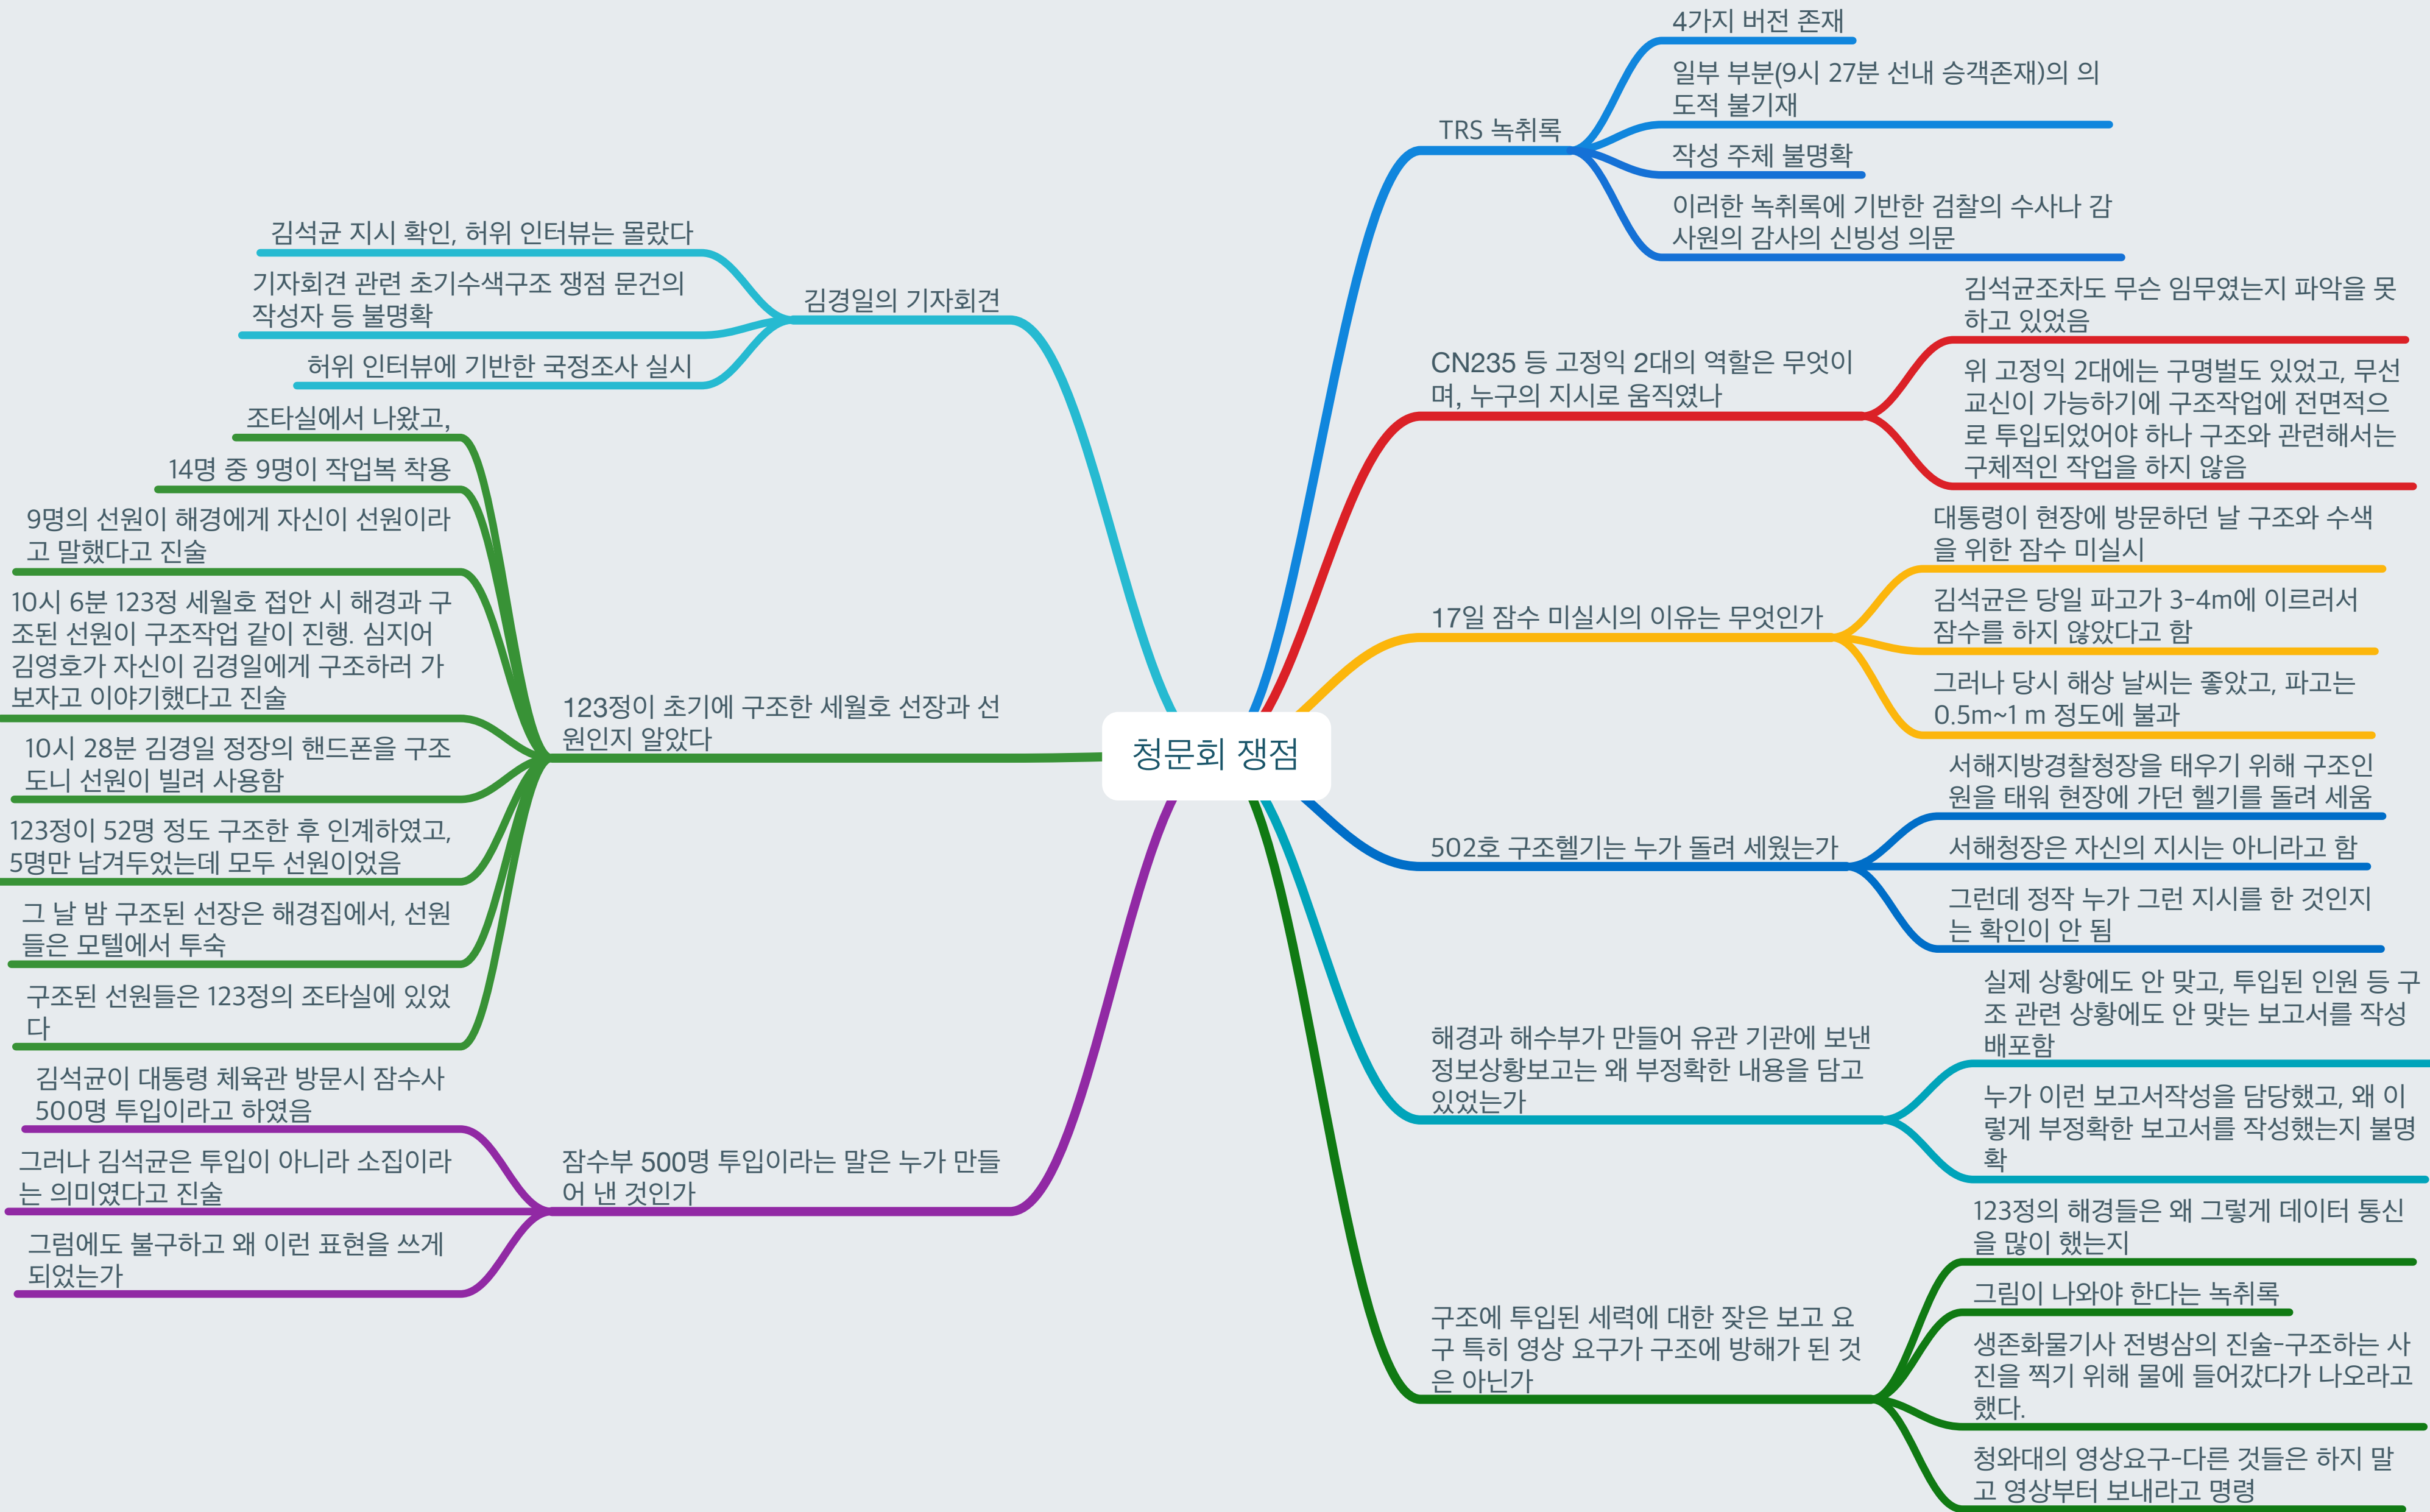 청문회 쟁점
TRS 녹취록
4가지 버전 존재
일부 부분(9시 27분 선내 승객존재)의 의
도적 불기재
작성 주체 불명확
이러한 녹취록에 기반한 검찰의 수사나 감
사원의 감사의 신빙성 의문
CN235 등 고정익 2대의 역할은 무엇이
며, 누구의 지시로 움직였나
김석균조차도 무슨 임무였는지 파악을 못
하고 있었음
위 고정익 2대에는 구명벌도 있었고, 무선
교신이 가능하기에 구조작업에 전면적으
로 투입되었어야 하나 구조와 관련해서는
구체적인 작업을 하지 않음
17일 잠수 미실시의 이유는 무엇인가
대통령이 현장에 방문하던 날 구조와 수색
을 위한 잠수 미실시
김석균은 당일 파고가 3-4m에 이르러서
잠수를 하지 않았다고 함
그러나 당시 해상 날씨는 좋았고, 파고는
0.5m~1 m 정도에 불과
502호 구조헬기는 누가 돌려 세웠는가
서해지방경찰청장을 태우기 위해 구조인
원을 태워 현장에 가던 헬기를 돌려 세움
서해청장은 자신의 지시는 아니라고 함
그런데 정작 누가 그런 지시를 한 것인지
는 확인이 안 됨
해경과 해수부가 만들어 유관 기관에 보낸
정보상황보고는 왜 부정확한 내용을 담고
있었는가
실제 상황에도 안 맞고, 투입된 인원 등 구
조 관련 상황에도 안 맞는 보고서를 작성
배포함
누가 이런 보고서작성을 담당했고, 왜 이
렇게 부정확한 보고서를 작성했는지 불명
확
구조에 투입된 세력에 대한 잦은 보고 요
구 특히 영상 요구가 구조에 방해가 된 것
은 아닌가
123정의 해경들은 왜 그렇게 데이터 통신
을 많이 했는지
그림이 나와야 한다는 녹취록
생존화물기사 전병삼의 진술-구조하는 사
진을 찍기 위해 물에 들어갔다가 나오라고
했다.
청와대의 영상요구-다른 것들은 하지 말
고 영상부터 보내라고 명령
김경일의 기자회견
김석균 지시 확인, 허위 인터뷰는 몰랐다
기자회견 관련 초기수색구조 쟁점 문건의
작성자 등 불명확
허위 인터뷰에 기반한 국정조사 실시
123정이 초기에 구조한 세월호 선장과 선
원인지 알았다
조타실에서 나왔고,
14명 중 9명이 작업복 착용
9명의 선원이 해경에게 자신이 선원이라
고 말했다고 진술
10시 6분 123정 세월호 접안 시 해경과 구
조된 선원이 구조작업 같이 진행. 심지어
김영호가 자신이 김경일에게 구조하러 가
보자고 이야기했다고 진술
10시 28분 김경일 정장의 핸드폰을 구조
도니 선원이 빌려 사용함
123정이 52명 정도 구조한 후 인계하였고,
5명만 남겨두었는데 모두 선원이었음
그 날 밤 구조된 선장은 해경집에서, 선원
들은 모텔에서 투숙
구조된 선원들은 123정의 조타실에 있었
다
잠수부 500명 투입이라는 말은 누가 만들
어 낸 것인가
김석균이 대통령 체육관 방문시 잠수사
500명 투입이라고 하였음
그러나 김석균은 투입이 아니라 소집이라
는 의미였다고 진술
그럼에도 불구하고 왜 이런 표현을 쓰게
되었는가